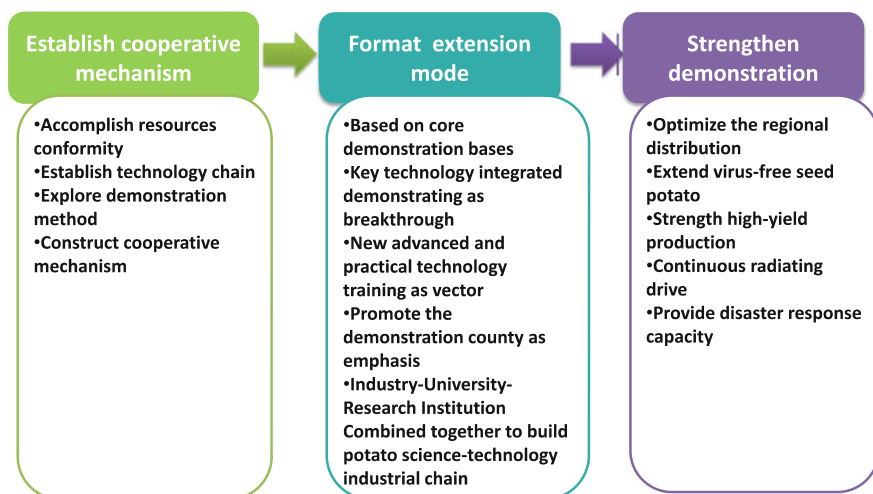 Establish cooperative
mechanism
•Accomplish resources
conformity
•Establish technology chain
•Explore demonstration
method
•Construct cooperative
mechanism
Format extension
mode
•Based on core
demonstration bases
•Key technology integrated
demonstrating as
breakthrough
•New advanced and
practical technology
training as vector
•Promote the
demonstration county as
emphasis
•Industry-University-
Research Institution
Combined together to build
potato science-technology
industrial chain
Strengthen
demonstration
•Optimize the regional
distribution
•Extend virus-free seed
potato
•Strength high-yield
production
•Continuous radiating
drive
•Provide disaster response
capacity